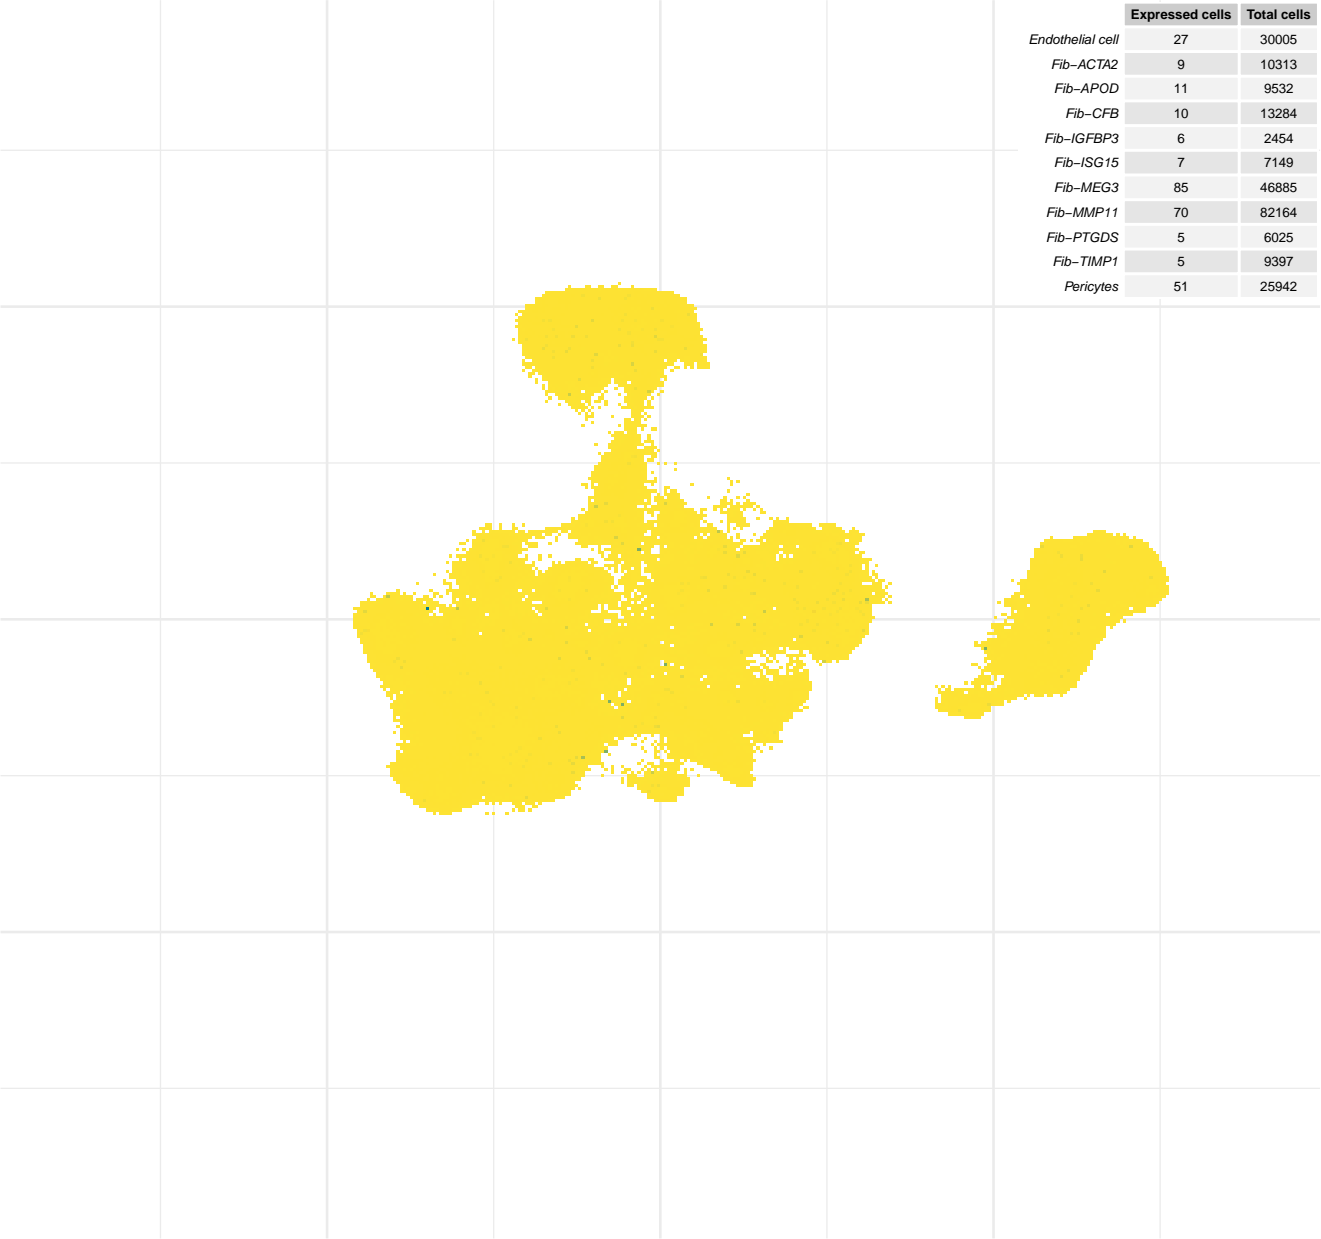 Expressed cells Total cells
Endothelial cell 27 30005
Fib−ACTA2 9 10313
Fib−APOD 11 9532
Fib−CFB 10 13284
Fib−IGFBP3 6 2454
Fib−ISG15 7 7149
Fib−MEG3 85 46885
Fib−MMP11 70 82164
Fib−PTGDS 5 6025
Fib−TIMP1 5 9397
Pericytes 51 25942